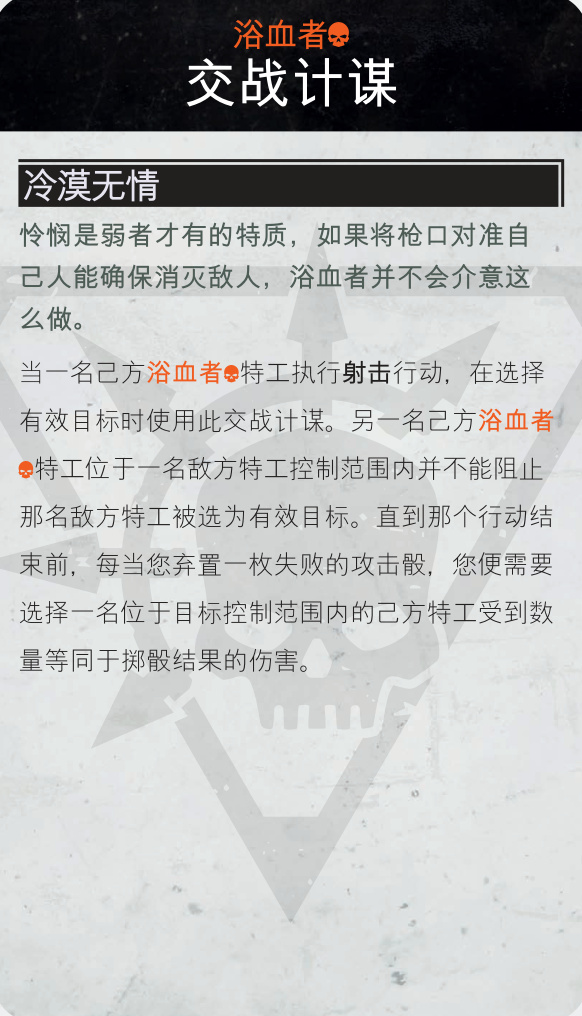 浴血者
交战计谋
冷漠无情
怜悯是弱者才有的特质，如果将枪口对准自
己人能确保消灭敌人，浴血者并不会介意这
么做。
当一名己方浴血者特工执行射击行动，在选择
有效目标时使用此交战计谋。另一名己方浴血者
特工位于一名敌方特工控制范围内并不能阻止
那名敌方特工被选为有效目标。直到那个行动结
束前，每当您弃置一枚失败的攻击骰，您便需要
选择一名位于目标控制范围内的己方特工受到数
量等同于掷骰结果的伤害。